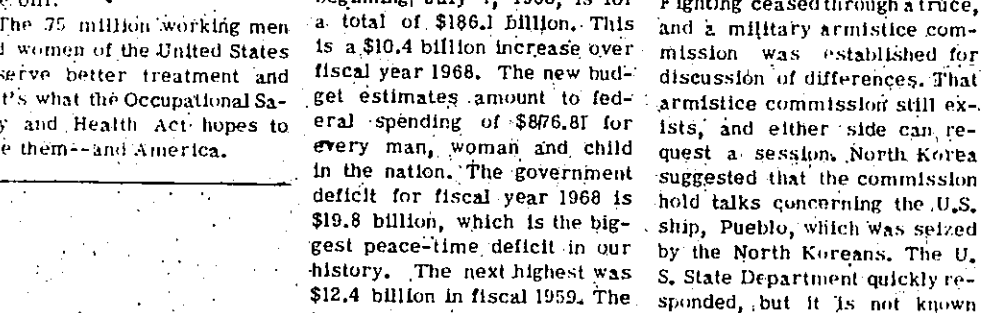 The 75 million working men
women of the United States
serve better treatment and
t's what the Occupational Sa-
y and Health Act hopes to
e them--and America.
beginning July 1, 1968, is for
a total of $186.1 billion. This
is a $10.4 billion increase over
fiscal year 1968. The new bud-
get estimates amount to fed-
eral spending of $876.81 for
every man, woman and child
in the nation. The government
deficit for fiscal year 1968 is
$19.8 billion, which is the big-
gest peace-time deficit in our
history. The next highest was
$12.4 billion in fiscal 1959. The
Fighting ceased through a truce,
and a military armistice com-
mission was established for
discussion of differences. That
armistice commission still ex-
ists, and either side can re-
quest a session. North Korea
suggested that the commission
hold talks concerning the U.S.
ship, Pueblo, which was seized
by the North Koreans. The U.
S. State Department quickly re-
sponded, but it is not known